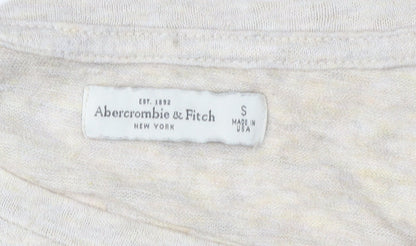 EST. 1892
Abercrombie & Fitch
NEW YORK
S
MADE IN
USA